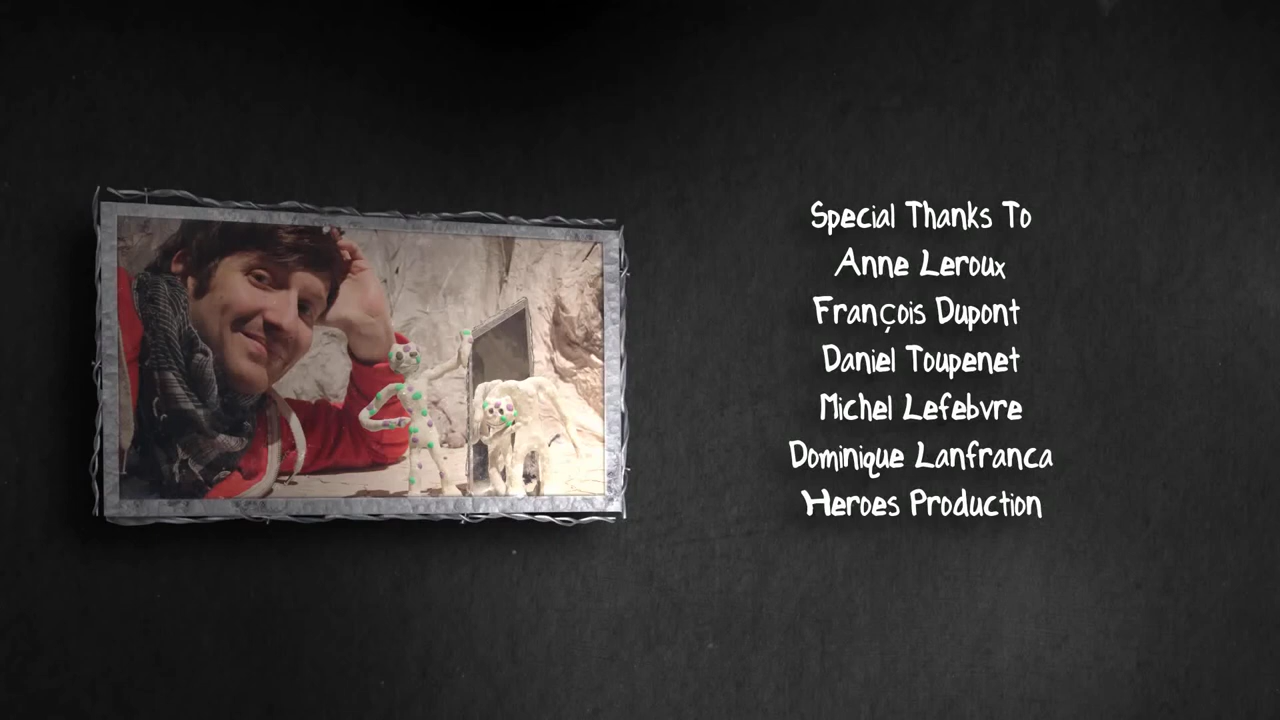 Special Thanks To
Anne Leroux
François Dupont
Daniel Toupenet
Michel Lefebvre
Dominique Lanfranca
Heroes Production